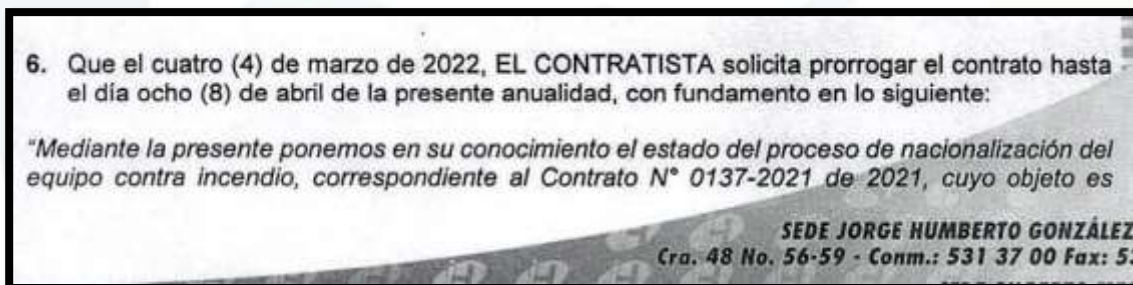 6. Que el cuatro (4) de marzo de 2022, EL CONTRATISTA solicita prorrogar el contrato hasta
el día ocho (8) de abril de la presente anualidad, con fundamento en lo siguiente:
"Mediante la presente ponemos en su conocimiento el estado del proceso de nacionalización del
equipo contra incendio, correspondiente al Contrato N° 0137-2021 de 2021, cuyo objeto es
SEDE JORGE HUMBERTO GONZÁLEZ
Cra. 48 No. 56-59 - Conm.: 531 37 00 Fax: